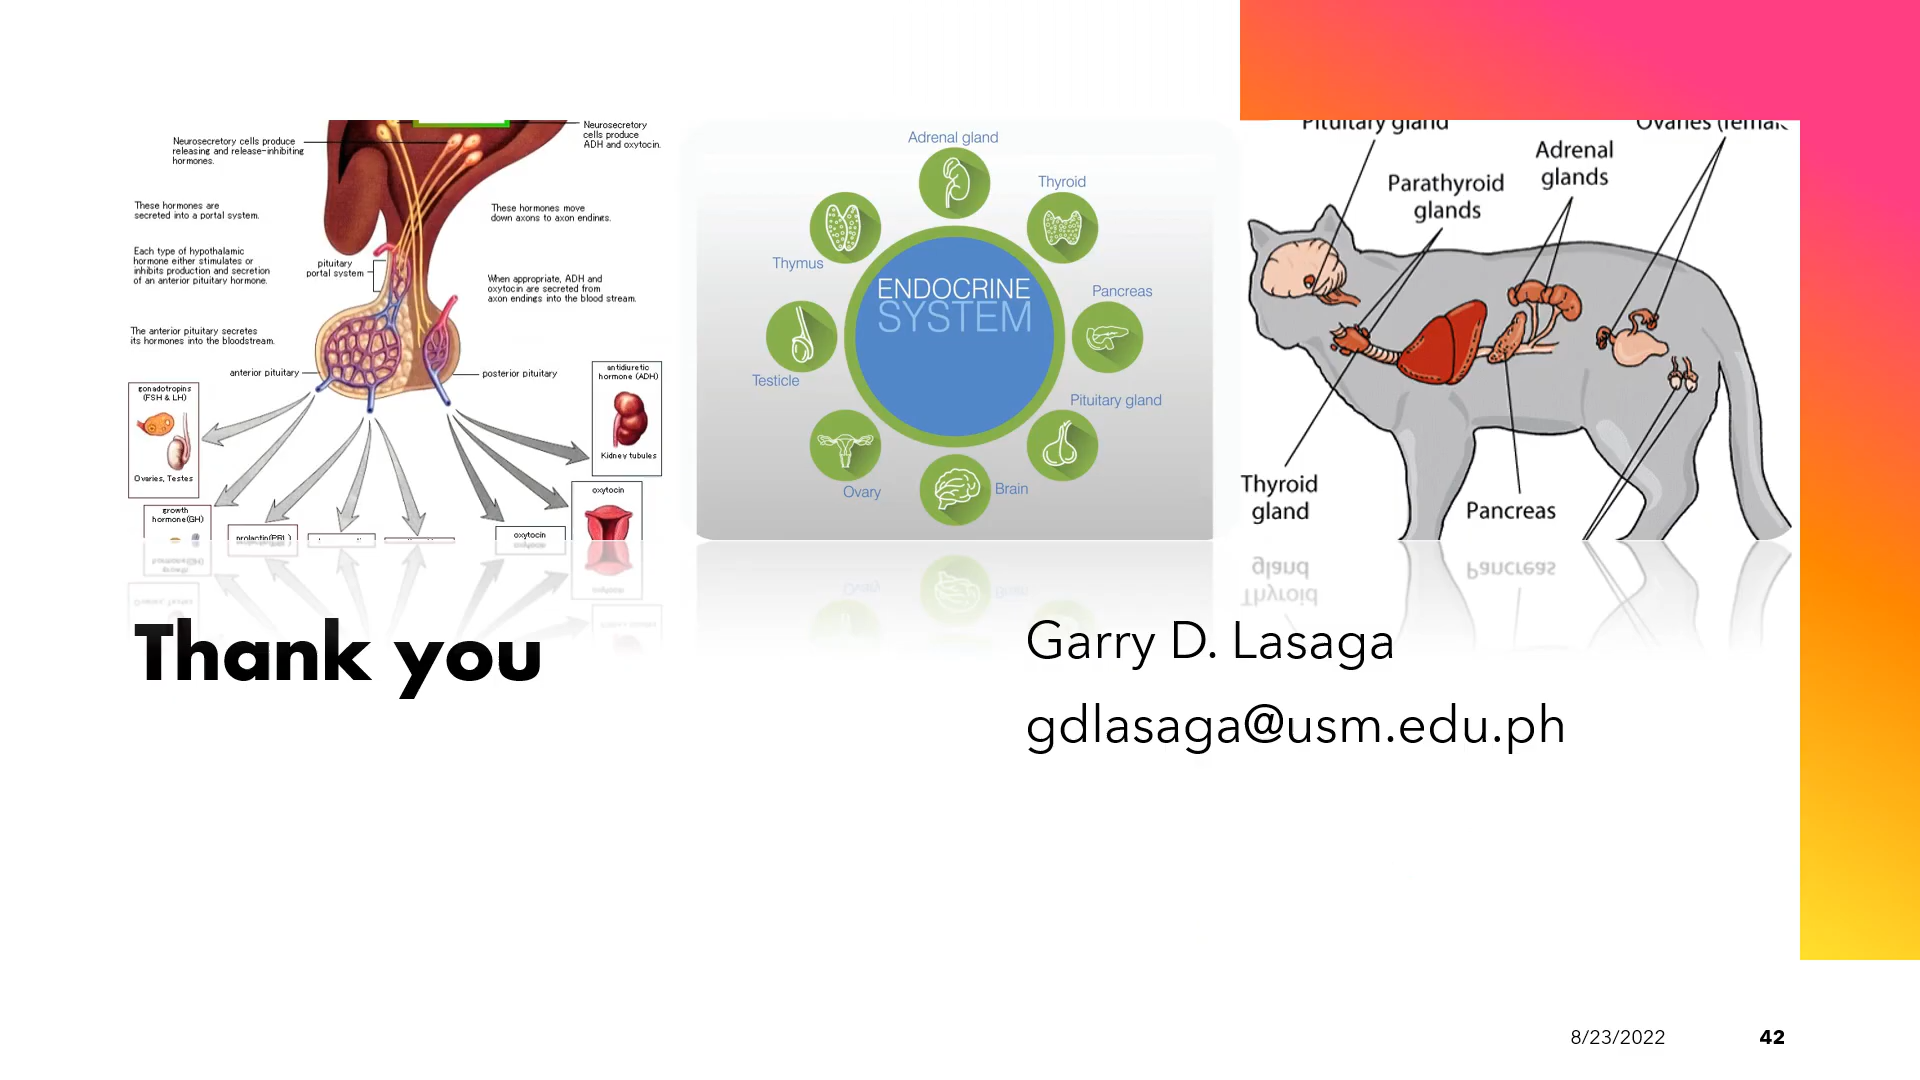 Neurosecretory cells produce
releasing and release-inhibiting
hormones.
Neurosecretory
cells produce
ADH and oxytocin.
These hormones are
secreted into a portal system.
These hormones move
down axons to axon endings.
Each type of hypothalamic
hormone either stimulates or
inhibits production and secretion
of an anterior pituitary hormone.
pituitary
portal system
When appropriate, ADH and
oxytocin are secreted from
axon endings into the blood stream.
The anterior pituitary secretes
its hormones into the bloodstream.
anterior pituitary
posterior pituitary
gonadotropins
(FSH & LH)
Ovaries, Testes
antidiuretic
hormone (ADH)
Kidney tubules
growth
hormone(GH)
prolactin(PRL)
oxytocin
oxytocin
Adrenal gland
Thyroid
Thymus
Pancreas
ENDOCRINE
SYSTEM
Testicle
Pituitary gland
Ovary
Brain
Pituitary gland
Adrenal
glands
Parathyroid
glands
Thyroid
gland
Pancreas
Thank you
Garry D. Lasaga
gdlasaga@usm.edu.ph
8/23/2022
42